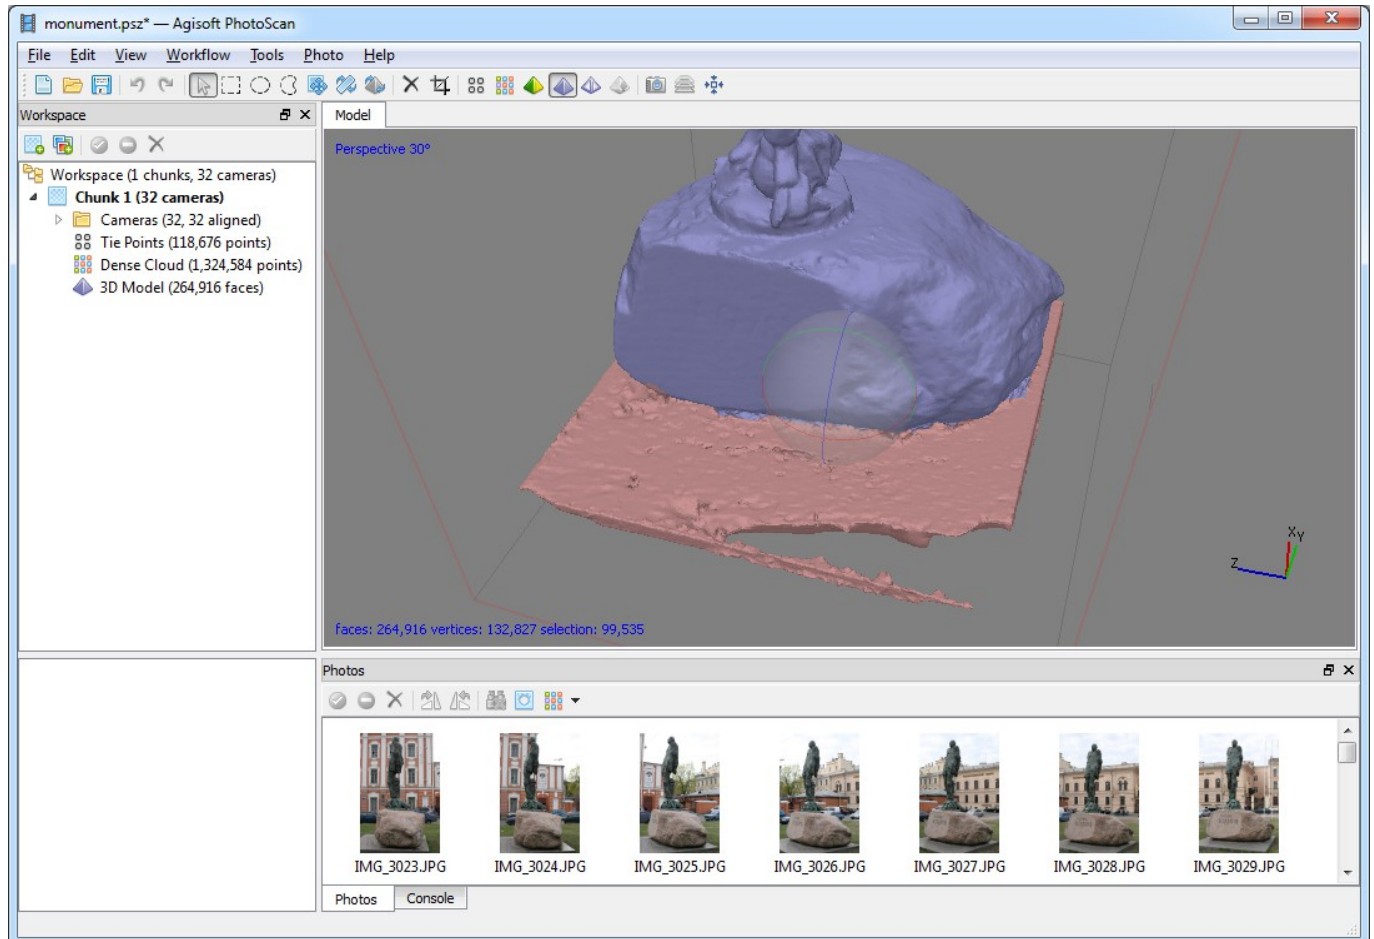 monument.psz* — Agisoft PhotoScan
File Edit View Workflow Tools Photo Help
Workspace
Model
Perspective 30°
Workspace (1 chunks, 32 cameras)
Chunk 1 (32 cameras)
Cameras (32, 32 aligned)
Tie Points (118,676 points)
Dense Cloud (1,324,584 points)
3D Model (264,916 faces)
X
Y
Z
faces: 264,916 vertices: 132,827 selection: 99,535
Photos
IMG_3023.JPG IMG_3024.JPG IMG_3025.JPG IMG_3026.JPG IMG_3027.JPG IMG_3028.JPG IMG_3029.JPG
Photos Console